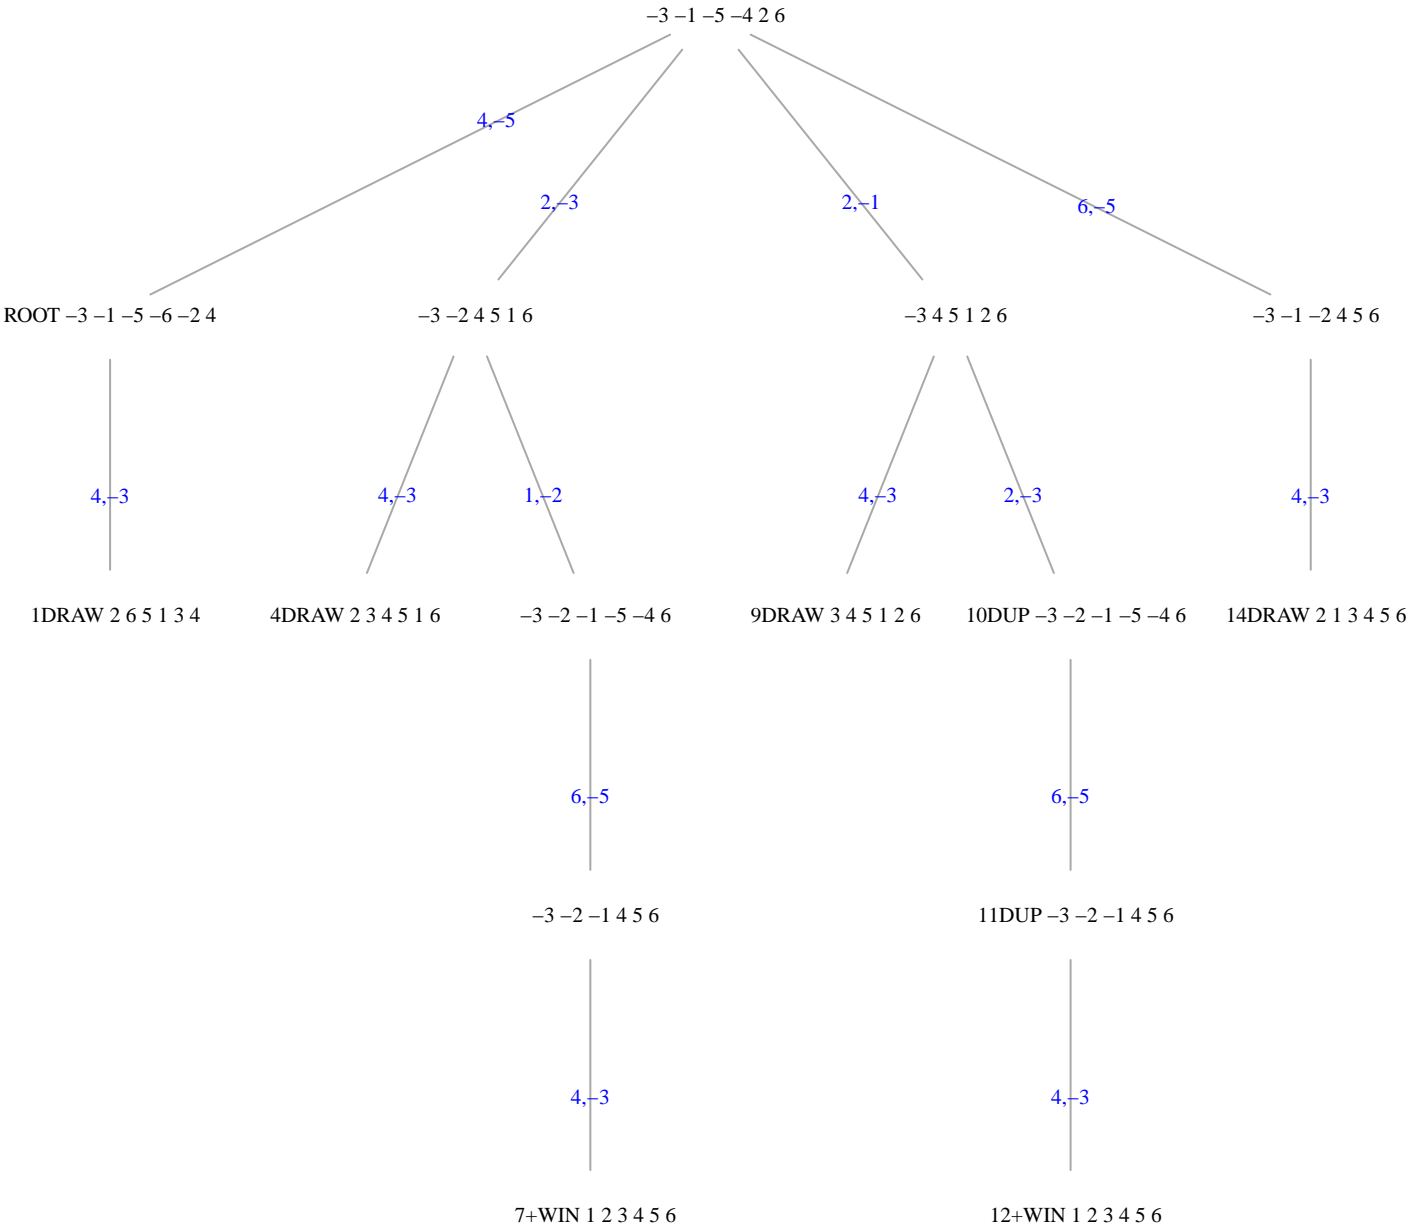 –3 –1 –5 –4 2 6
4,–5
2,–3
2,–1
6,–5
ROOT –3 –1 –5 –6 –2 4
–3 –2 4 5 1 6
–3 4 5 1 2 6
–3 –1 –2 4 5 6
4,–3
4,–3
1,–2
4,–3
2,–3
4,–3
1DRAW 2 6 5 1 3 4
4DRAW 2 3 4 5 1 6
–3 –2 –1 –5 –4 6
9DRAW 3 4 5 1 2 6
10DUP –3 –2 –1 –5 –4 6
14DRAW 2 1 3 4 5 6
6,–5
6,–5
–3 –2 –1 4 5 6
11DUP –3 –2 –1 4 5 6
4,–3
4,–3
7+WIN 1 2 3 4 5 6
12+WIN 1 2 3 4 5 6